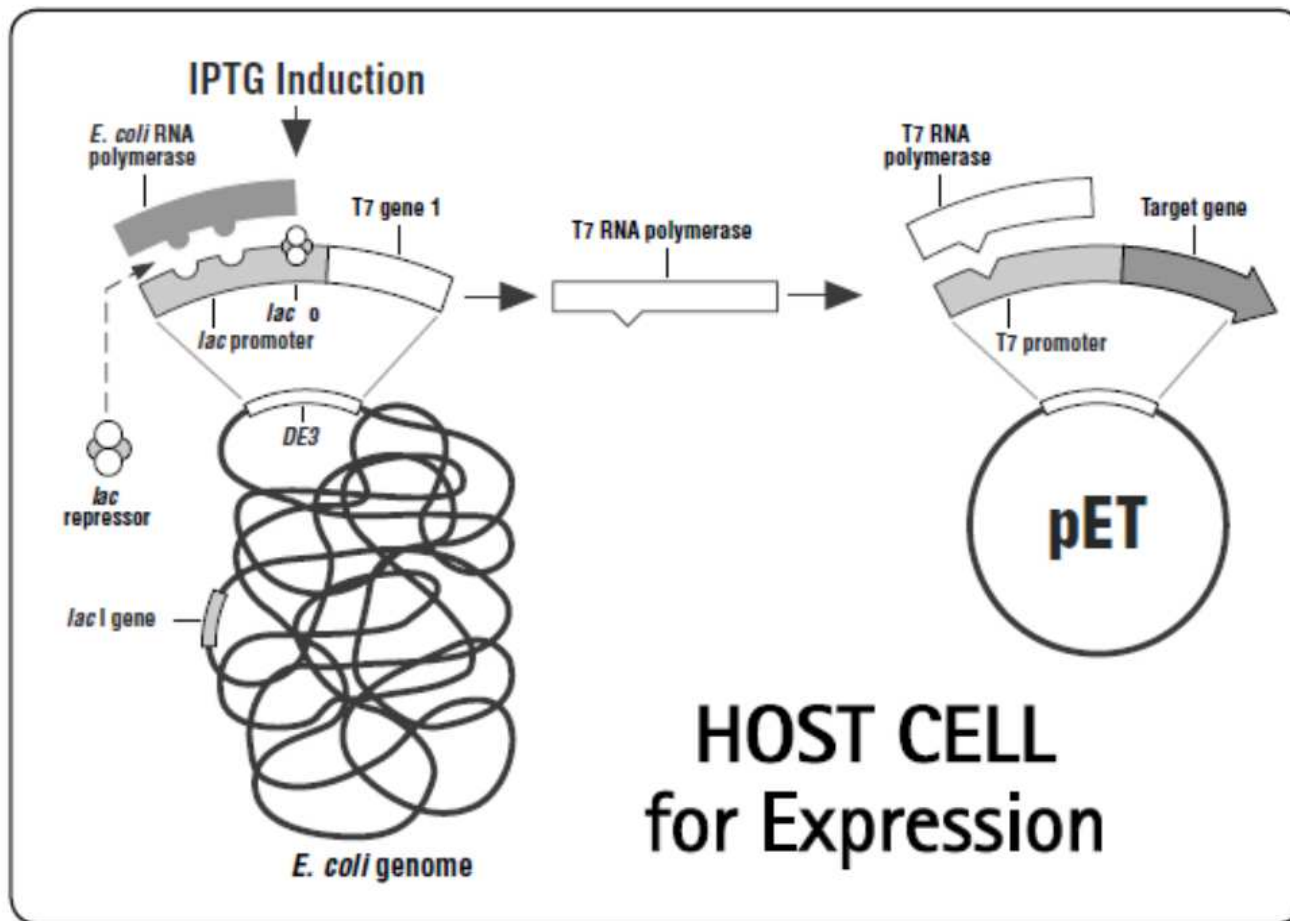 IPTG Induction
E. coli RNA
polymerase
T7 gene 1
lac o
lac promoter
DE3
lac
repressor
lac I gene
E. coli genome
T7 RNA polymerase
T7 RNA
polymerase
Target gene
T7 promoter
pET
HOST CELL
for Expression